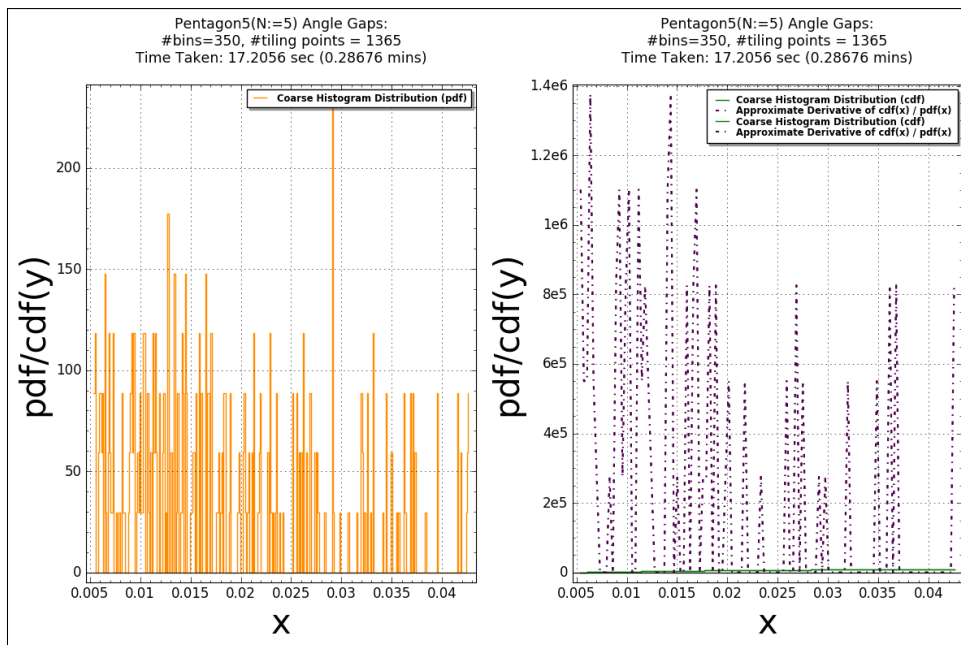 Pentagon5(N:=5) Angle Gaps:
#bins=350, #tiling points = 1365
Time Taken: 17.2056 sec (0.28676 mins)
Coarse Histogram Distribution (pdf)
pdf/cdf(y)
200
150
100
50
0
0.005 0.01 0.015 0.02 0.025 0.03 0.035 0.04
x
Pentagon5(N:=5) Angle Gaps:
#bins=350, #tiling points = 1365
Time Taken: 17.2056 sec (0.28676 mins)
1.4e6
Coarse Histogram Distribution (cdf)
Approximate Derivative of cdf(x) / pdf(x)
Coarse Histogram Distribution (cdf)
Approximate Derivative of cdf(x) / pdf(x)
pdf/cdf(y)
1.2e6
1e6
8e5
6e5
4e5
2e5
0
0.005 0.01 0.015 0.02 0.025 0.03 0.035 0.04
x